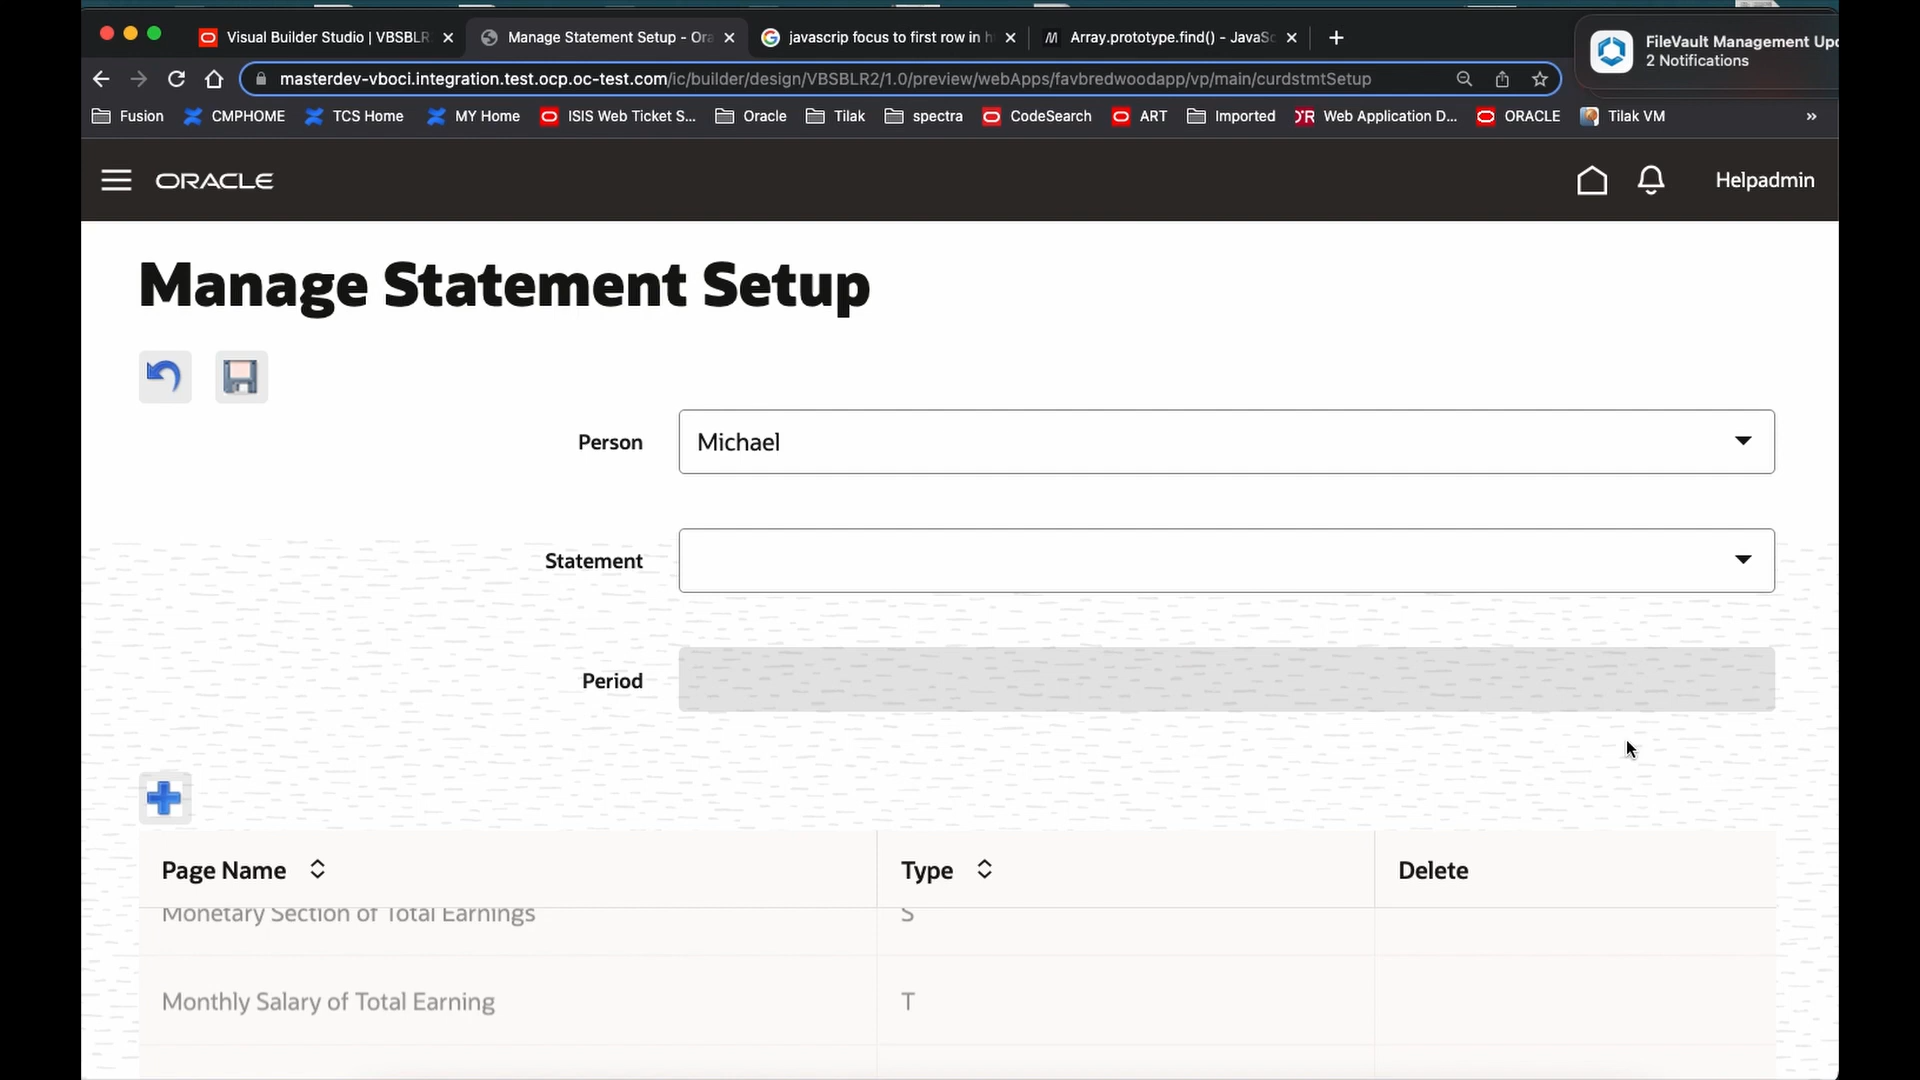 Visual Builder Studio | VBSBLR
Manage Statement Setup - Ora
javascrip focus to first row in h
Array.prototype.find() - JavaSc
FileVault Management Upd
2 Notifications
masterdev-vboci.integration.test.ocp.oc-test.com/ic/builder/design/VBSBLR2/1.0/preview/webApps/favbredwoodapp/vp/main/curdstmtSetup
Fusion CMPHOME TCS Home MY Home ISIS Web Ticket S... Oracle Tilak spectra CodeSearch ART Imported Web Application D... ORACLE Tilak VM »
ORACLE
Helpadmin
Manage Statement Setup
Person Michael
Statement
Period
Page Name Type Delete
Monetary Section of Total Earnings S
Monthly Salary of Total Earning T